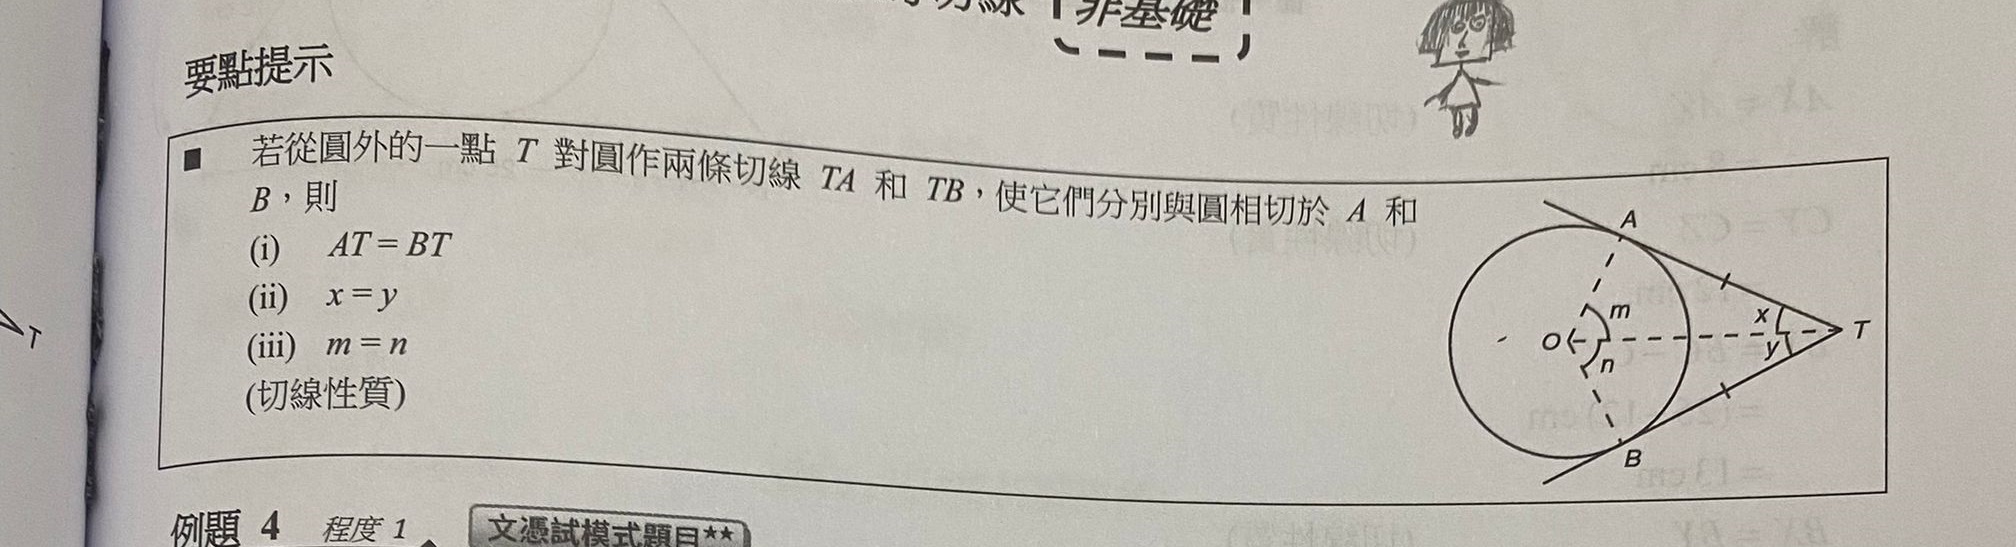 切線 非基礎
要點提示
■ 若從圓外的一點 T 對圓作兩條切線 TA 和 TB，使它們分別與圓相切於 A 和
B，則
(i) AT = BT
(ii) x = y
(iii) m = n
(切線性質)
A
m
x
O
T
n
y
B
T
例題 4 程度 1 文憑試模式題目**